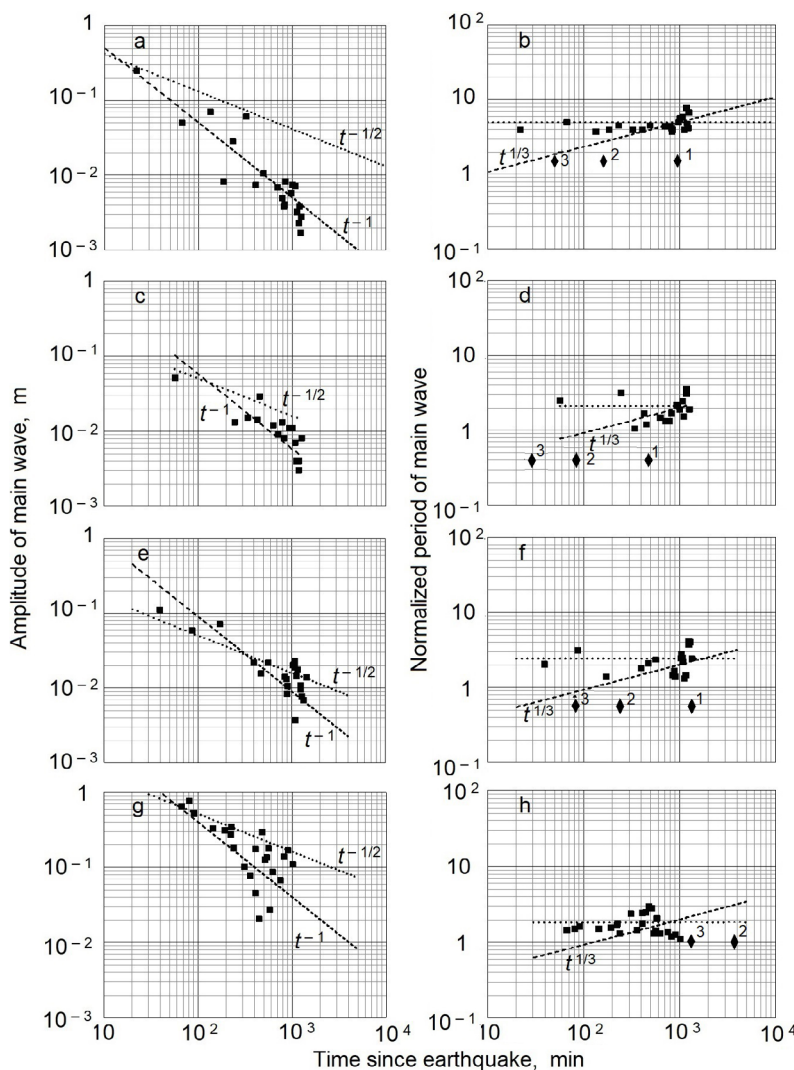 Amplitude of main wave, m
Normalized period of main wave
a
1
10⁻¹
10⁻²
10⁻³
t⁻¹/²
t⁻¹
b
10²
10
1
10⁻¹
t¹/³
3
2
1
c
1
10⁻¹
10⁻²
10⁻³
t⁻¹/²
t⁻¹
d
10²
10
1
10⁻¹
t¹/³
3
2
1
e
1
10⁻¹
10⁻²
10⁻³
t⁻¹/²
t⁻¹
f
10²
10
1
10⁻¹
t¹/³
3
2
1
g
1
10⁻¹
10⁻²
10⁻³
t⁻¹/²
t⁻¹
h
10²
10
1
10⁻¹
t¹/³
3
2
10 10² 10³ 10⁴
10 10² 10³ 10⁴
Time since earthquake, min